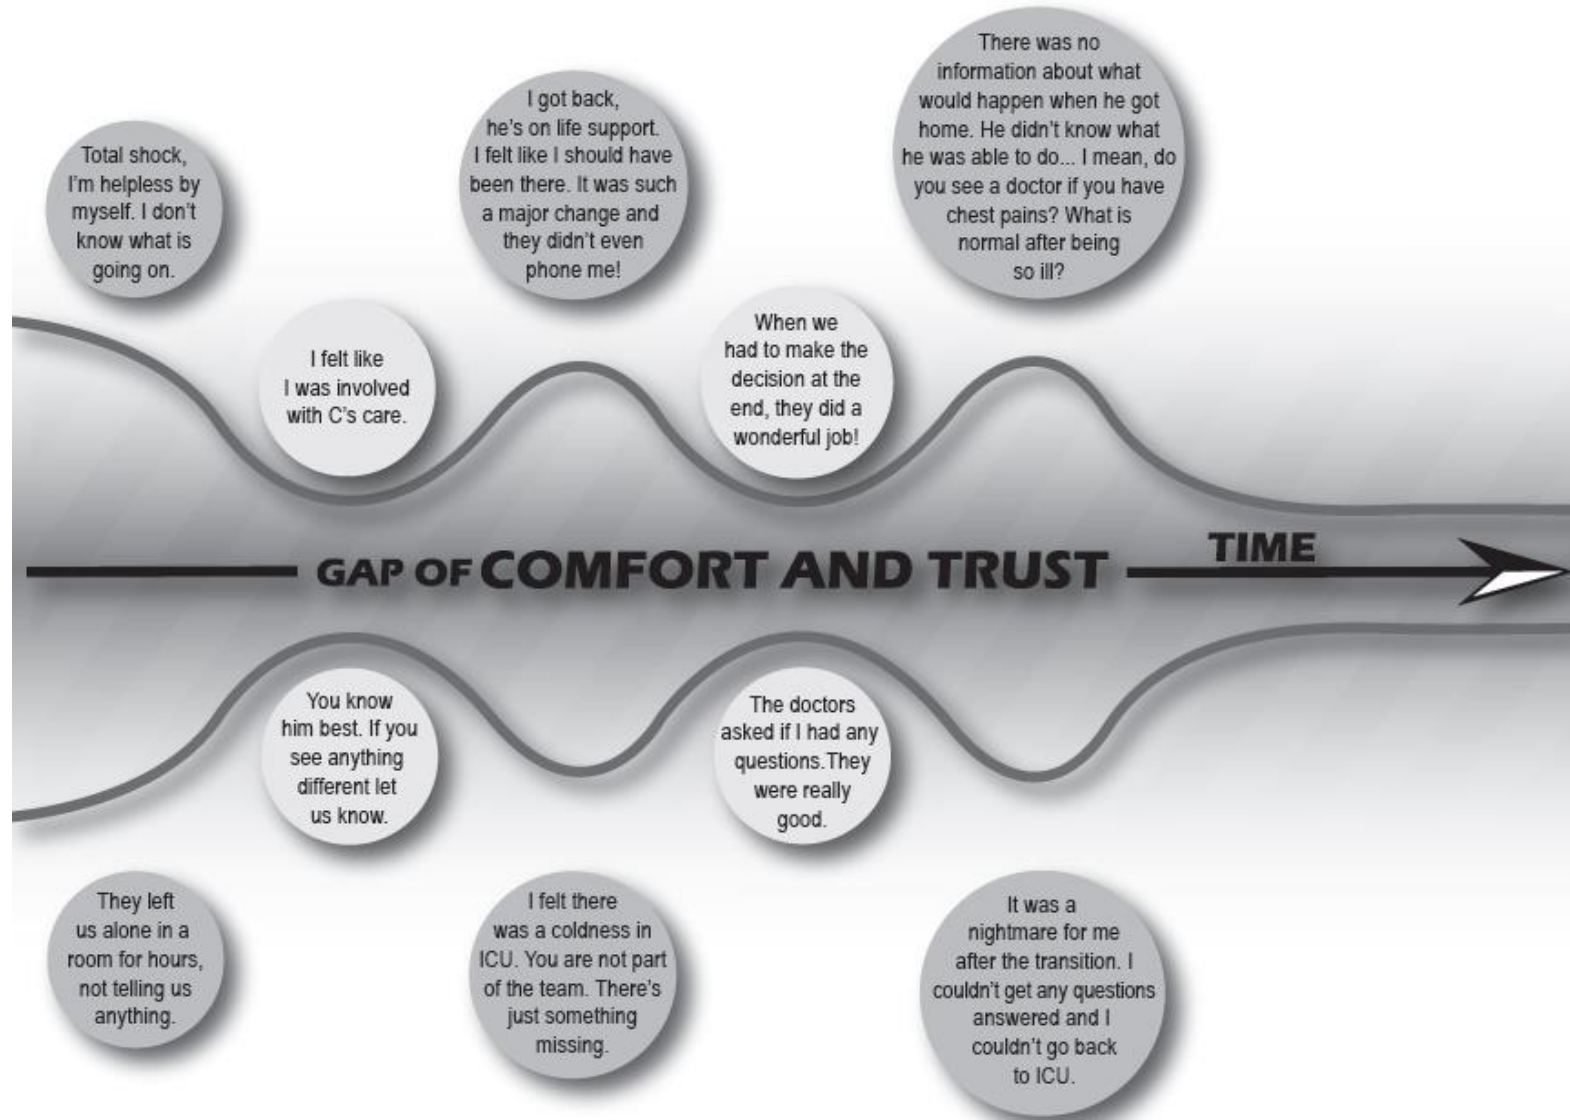 Total shock,
I'm helpless by
myself. I don't
know what is
going on.
I felt like
I was involved
with C's care.
I got back,
he's on life support.
I felt like I should have
been there. It was such
a major change and
they didn't even
phone me!
When we
had to make the
decision at the
end, they did a
wonderful job!
There was no
information about what
would happen when he got
home. He didn't know what
he was able to do... I mean, do
you see a doctor if you have
chest pains? What is
normal after being
so ill?
GAP OF COMFORT AND TRUST
TIME
They left
us alone in a
room for hours,
not telling us
anything.
You know
him best. If you
see anything
different let
us know.
I felt there
was a coldness in
ICU. You are not part
of the team. There's
just something
missing.
The doctors
asked if I had any
questions.They
were really
good.
It was a
nightmare for me
after the transition. I
couldn't get any questions
answered and I
couldn't go back
to ICU.